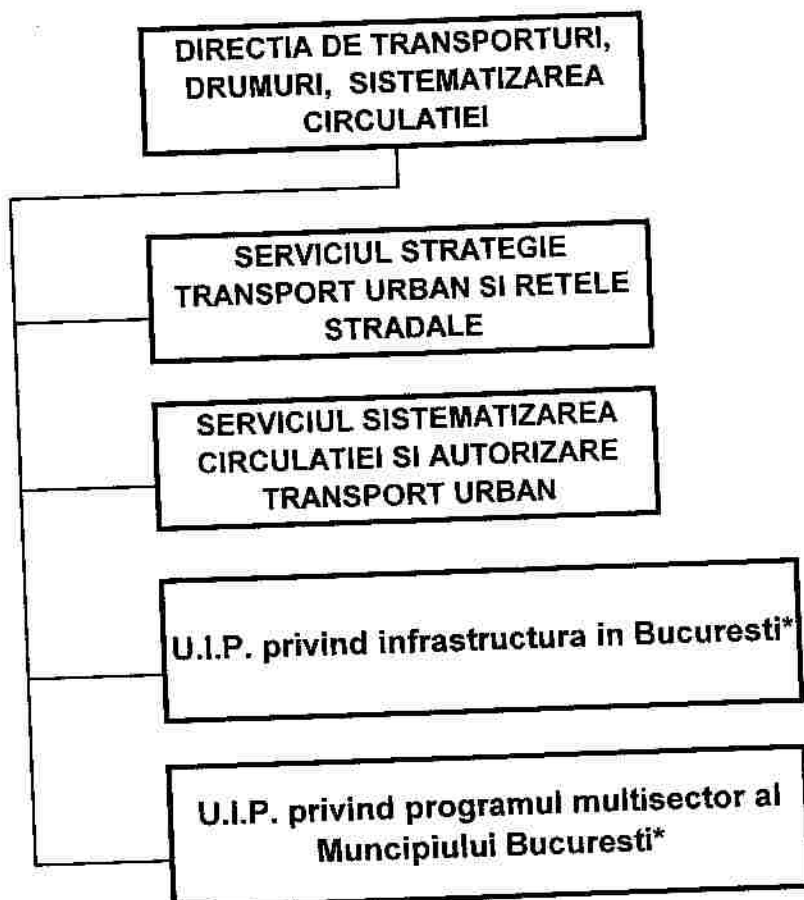 DIRECTIA DE TRANSPORTURI,
DRUMURI, SISTEMATIZAREA
CIRCULATIEI
SERVICIUL STRATEGIE
TRANSPORT URBAN SI RETELE
STRADALE
SERVICIUL SISTEMATIZAREA
CIRCULATIEI SI AUTORIZARE
TRANSPORT URBAN
U.I.P. privind infrastructura in Bucuresti*
U.I.P. privind programul multisector al
Muncipiului Bucuresti*